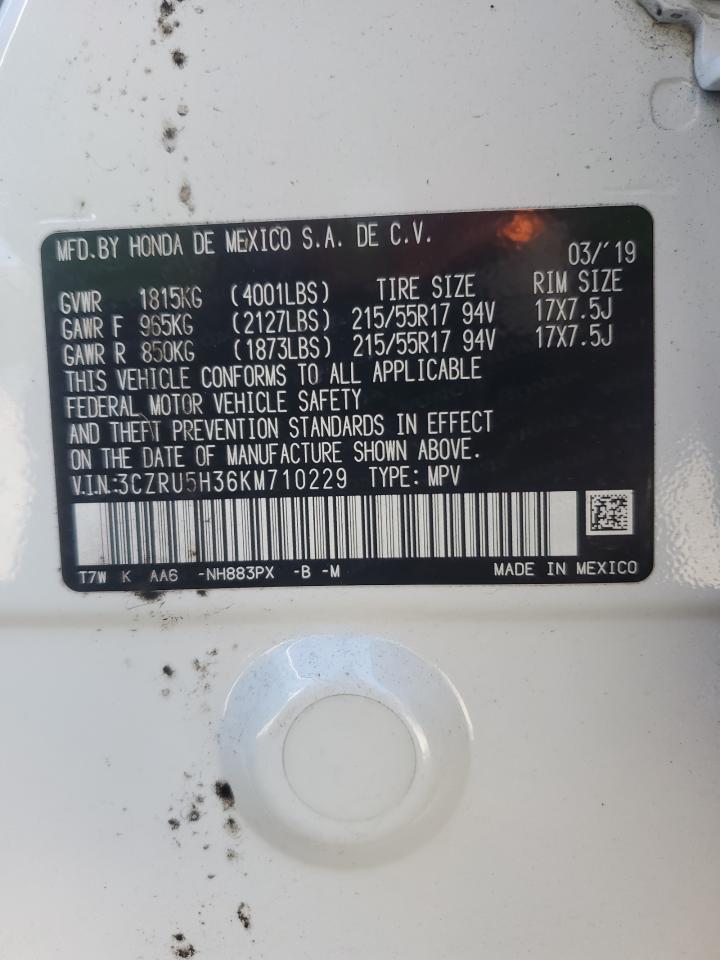 MFD.BY HONDA DE MEXICO S.A. DE C.V.
03/'19
GVWR 1815KG (4001LBS) TIRE SIZE RIM SIZE
GAWR F 965KG (2127LBS) 215/55R17 94V 17X7.5J
GAWR R 850KG (1873LBS) 215/55R17 94V 17X7.5J
THIS VEHICLE CONFORMS TO ALL APPLICABLE
FEDERAL MOTOR VEHICLE SAFETY
AND THEFT PREVENTION STANDARDS IN EFFECT
ON THE DATE OF MANUFACTURE SHOWN ABOVE.
V.I.N:3CZRU5H36KM710229 TYPE: MPV
T7W K AA6 -NH883PX -B -M MADE IN MEXICO